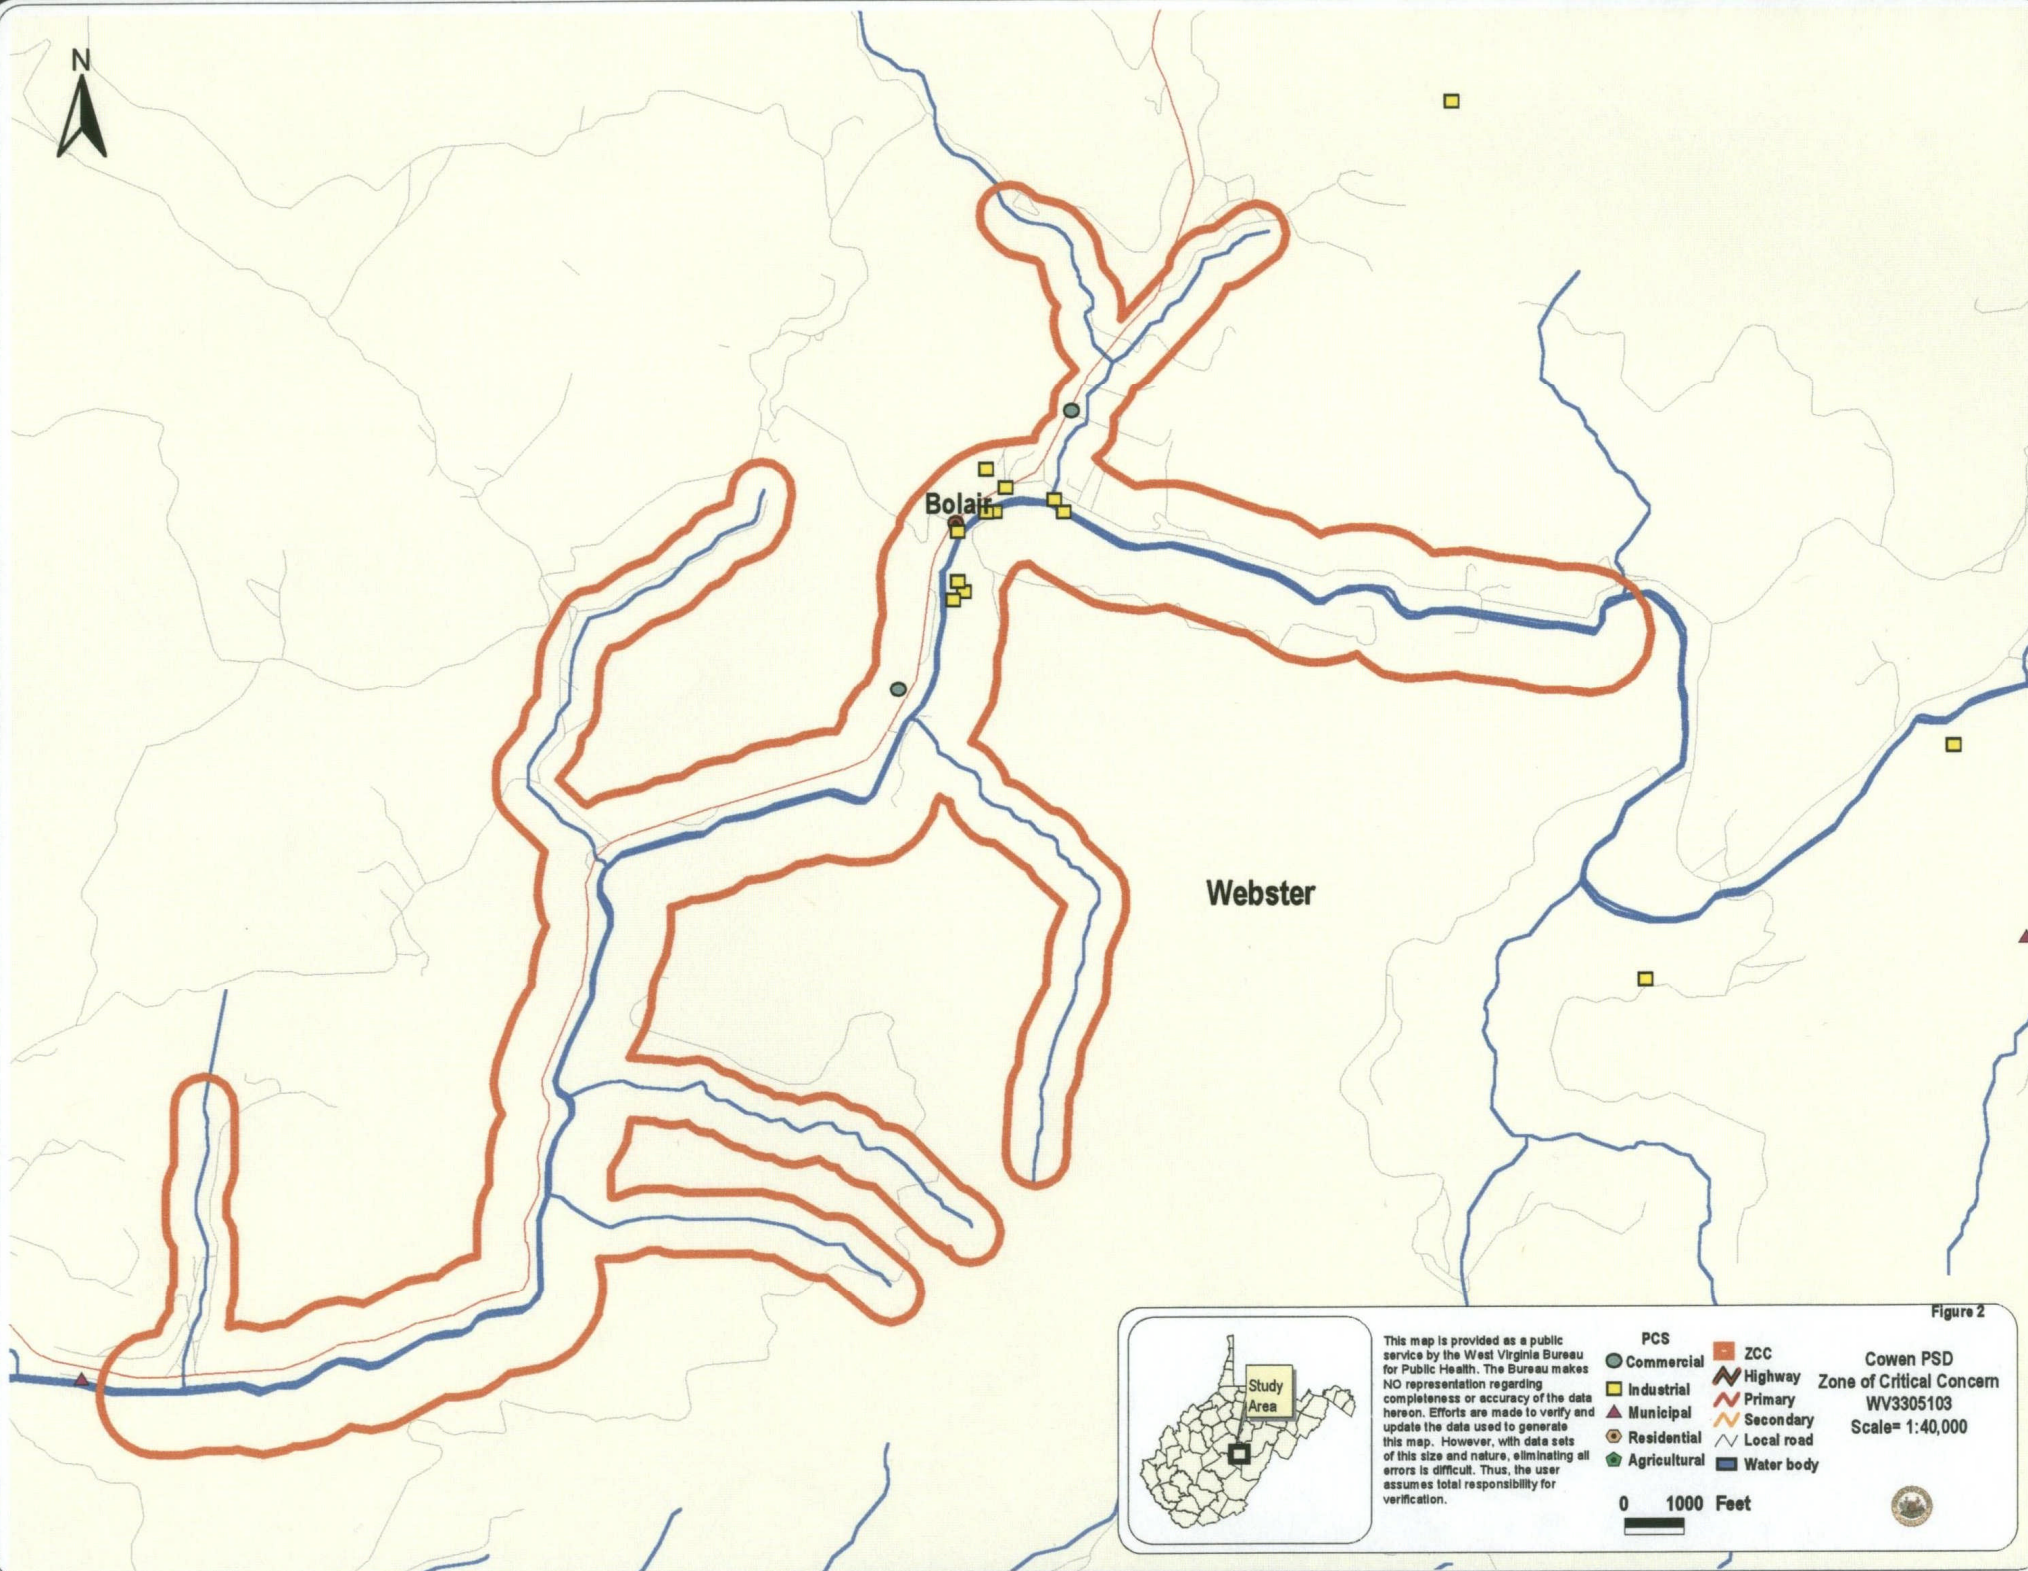 N
Bolair
Webster
Figure 2
Study
Area
This map is provided as a public
service by the West Virginia Bureau
for Public Health. The Bureau makes
NO representation regarding
completeness or accuracy of the data
hereon. Efforts are made to verify and
update the data used to generate
this map. However, with data sets
of this size and nature, eliminating all
errors is difficult. Thus, the user
assumes total responsibility for
verification.
PCS
Commercial
Industrial
Municipal
Residential
Agricultural
ZCC
Highway
Primary
Secondary
Local road
Water body
0 1000 Feet
Cowen PSD
Zone of Critical Concern
WV3305103
Scale= 1:40,000